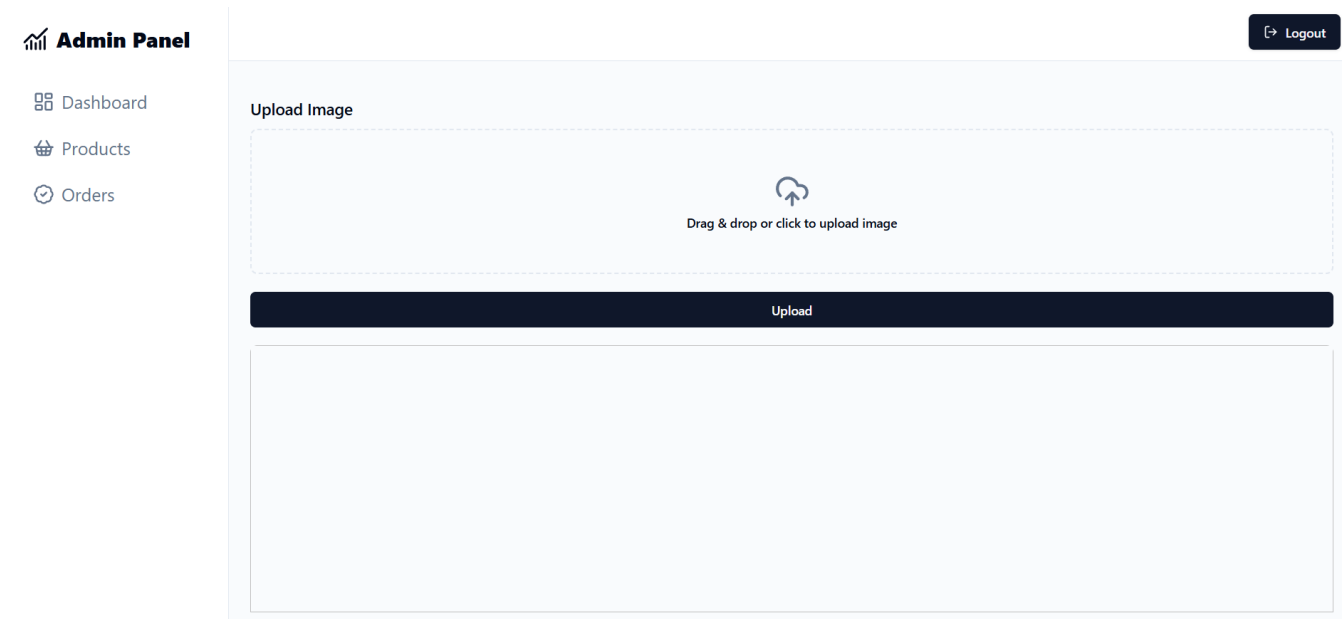 Admin Panel
Logout
Dashboard
Products
Orders
Upload Image
Drag & drop or click to upload image
Upload